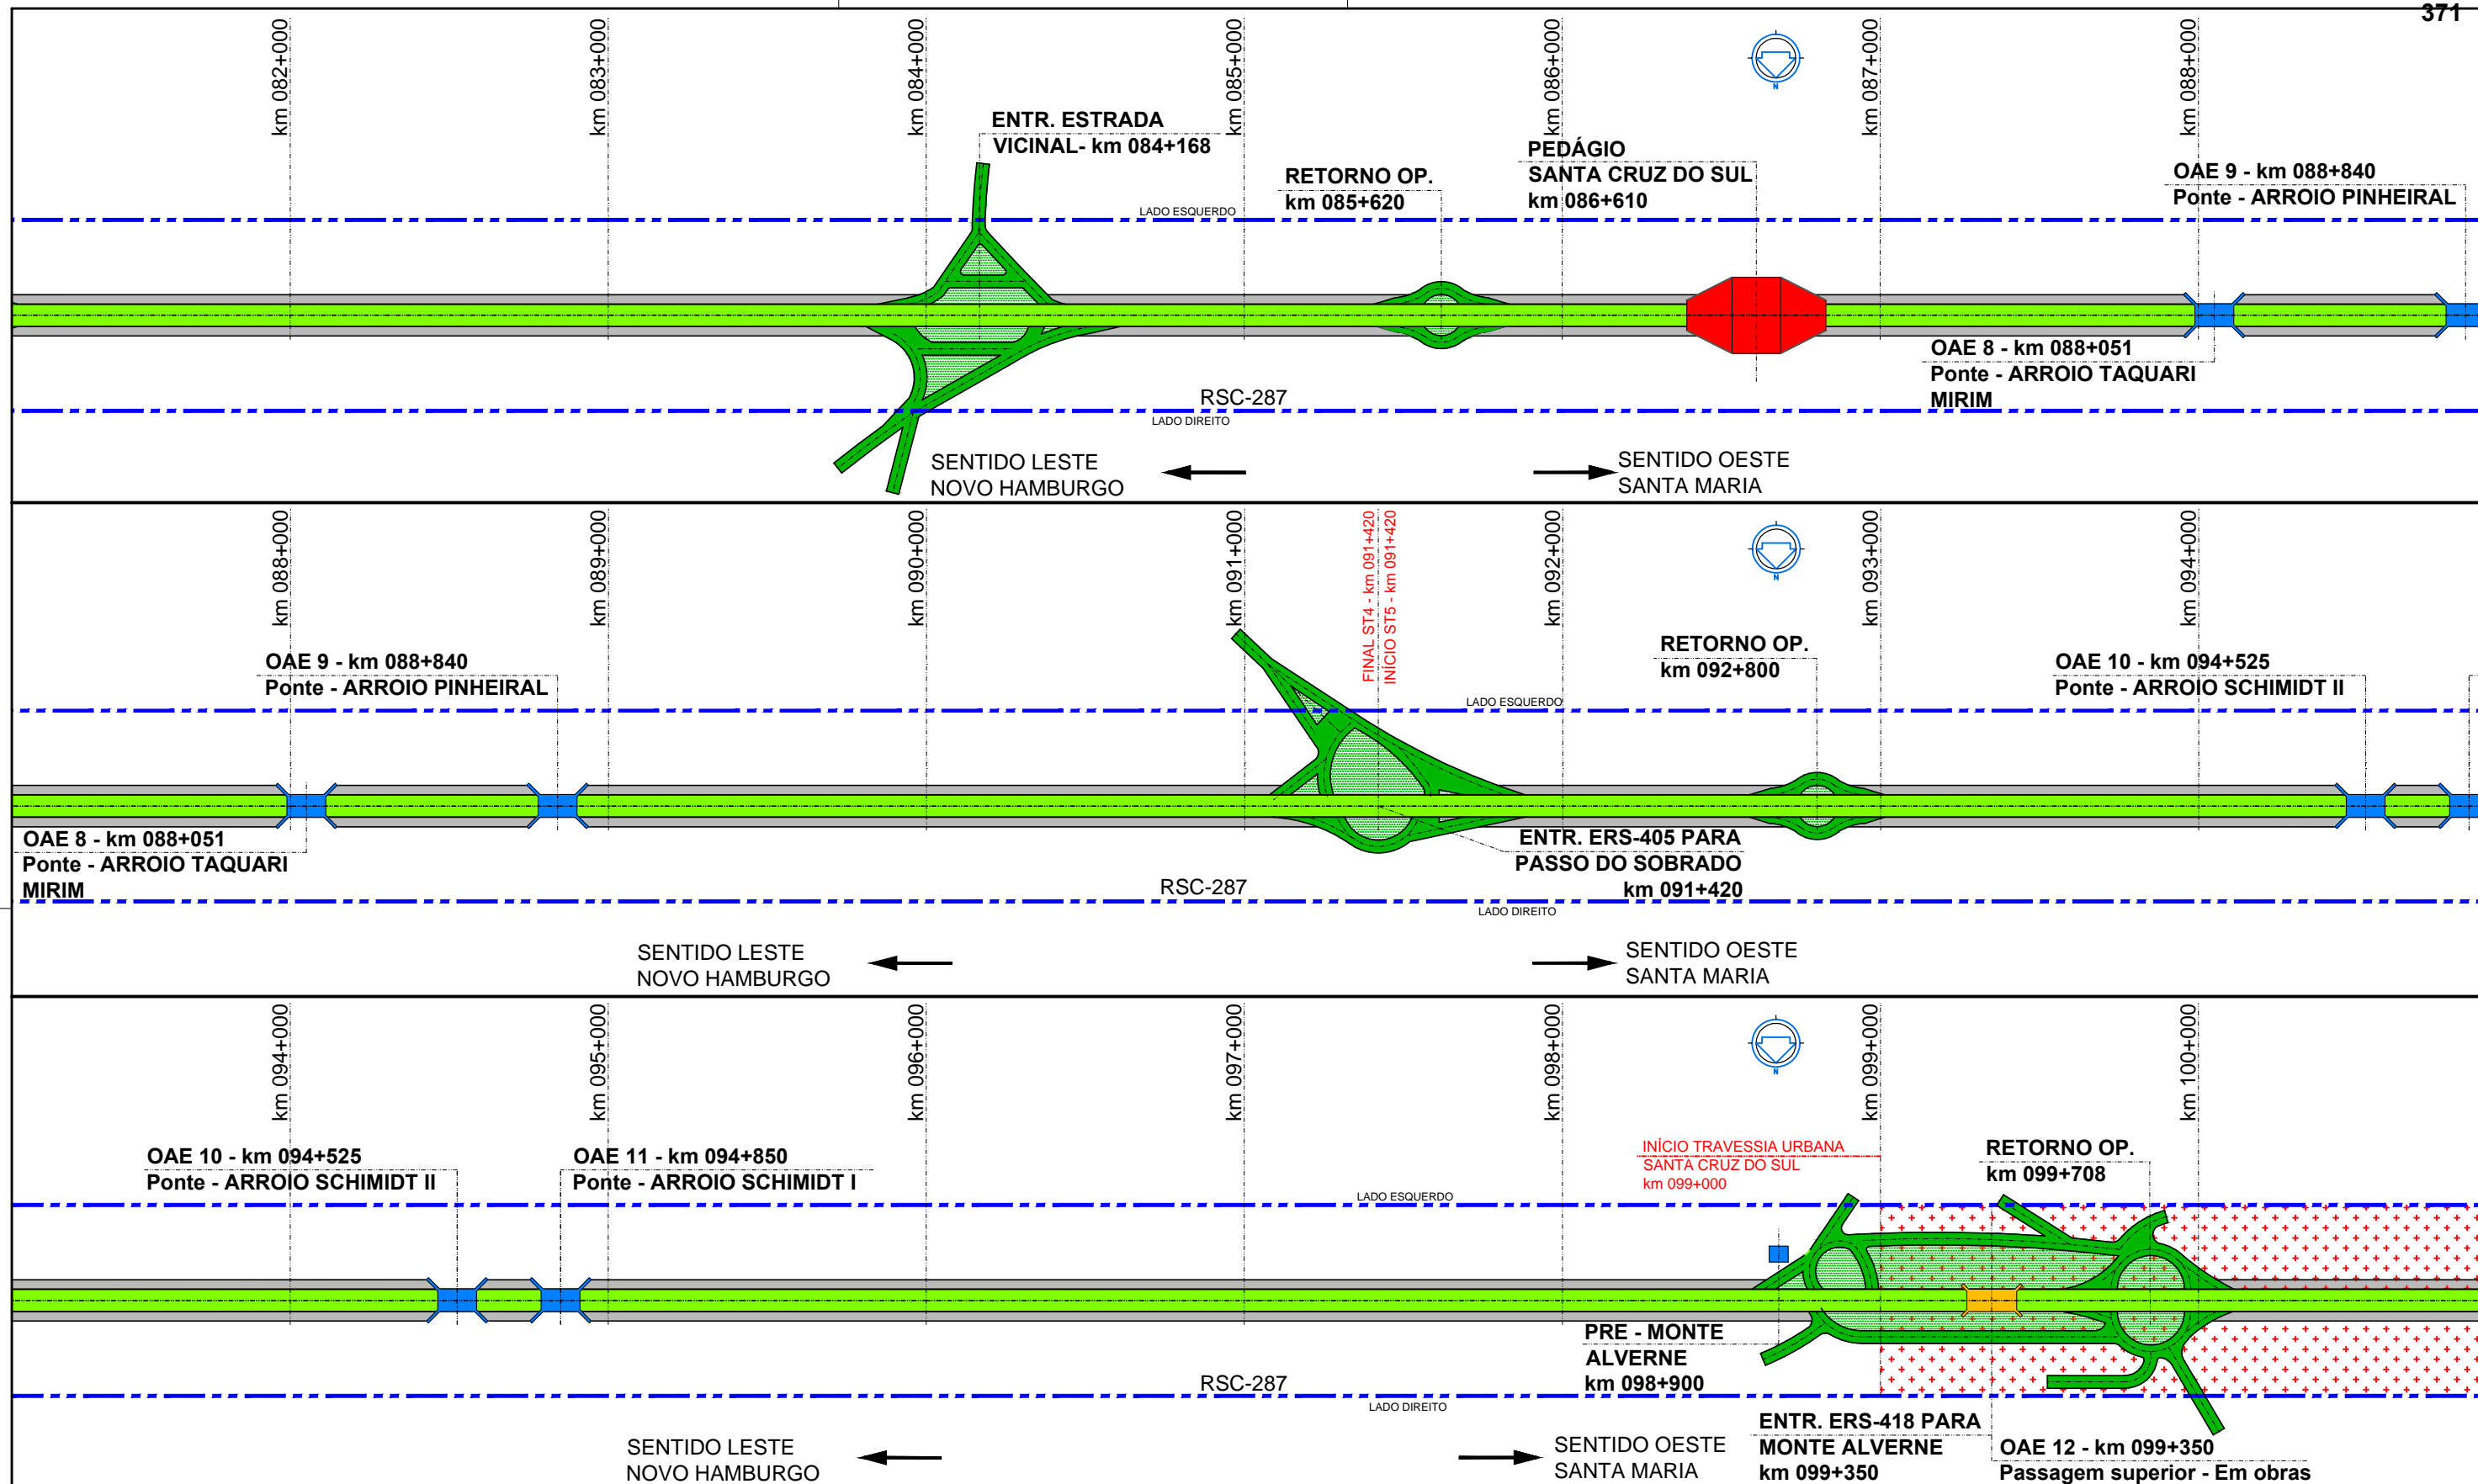 371
km 082+000
km 083+000
km 084+000
km 085+000
km 086+000
km 087+000
km 088+000
N
ENTR. ESTRADA
VICINAL- km 084+168
RETORNO OP.
km 085+620
PEDÁGIO
SANTA CRUZ DO SUL
km 086+610
OAE 9 - km 088+840
Ponte - ARROIO PINHEIRAL
LADO ESQUERDO
OAE 8 - km 088+051
Ponte - ARROIO TAQUARI
MIRIM
RSC-287
LADO DIREITO
SENTIDO LESTE
NOVO HAMBURGO
SENTIDO OESTE
SANTA MARIA
km 088+000
km 089+000
km 090+000
km 091+000
FINAL ST4 - km 091+420
INÍCIO ST5 - km 091+420
km 092+000
km 093+000
km 094+000
N
OAE 9 - km 088+840
Ponte - ARROIO PINHEIRAL
RETORNO OP.
km 092+800
OAE 10 - km 094+525
Ponte - ARROIO SCHIMIDT II
LADO ESQUERDO
OAE 8 - km 088+051
Ponte - ARROIO TAQUARI
MIRIM
ENTR. ERS-405 PARA
PASSO DO SOBRADO
km 091+420
RSC-287
LADO DIREITO
SENTIDO LESTE
NOVO HAMBURGO
SENTIDO OESTE
SANTA MARIA
km 094+000
km 095+000
km 096+000
km 097+000
km 098+000
km 099+000
km 100+000
N
OAE 10 - km 094+525
Ponte - ARROIO SCHIMIDT II
OAE 11 - km 094+850
Ponte - ARROIO SCHIMIDT I
INÍCIO TRAVESSIA URBANA
SANTA CRUZ DO SUL
km 099+000
RETORNO OP.
km 099+708
LADO ESQUERDO
PRE - MONTE
ALVERNE
km 098+900
RSC-287
LADO DIREITO
ENTR. ERS-418 PARA
MONTE ALVERNE
km 099+350
OAE 12 - km 099+350
Passagem superior - Em obras
SENTIDO LESTE
NOVO HAMBURGO
SENTIDO OESTE
SANTA MARIA